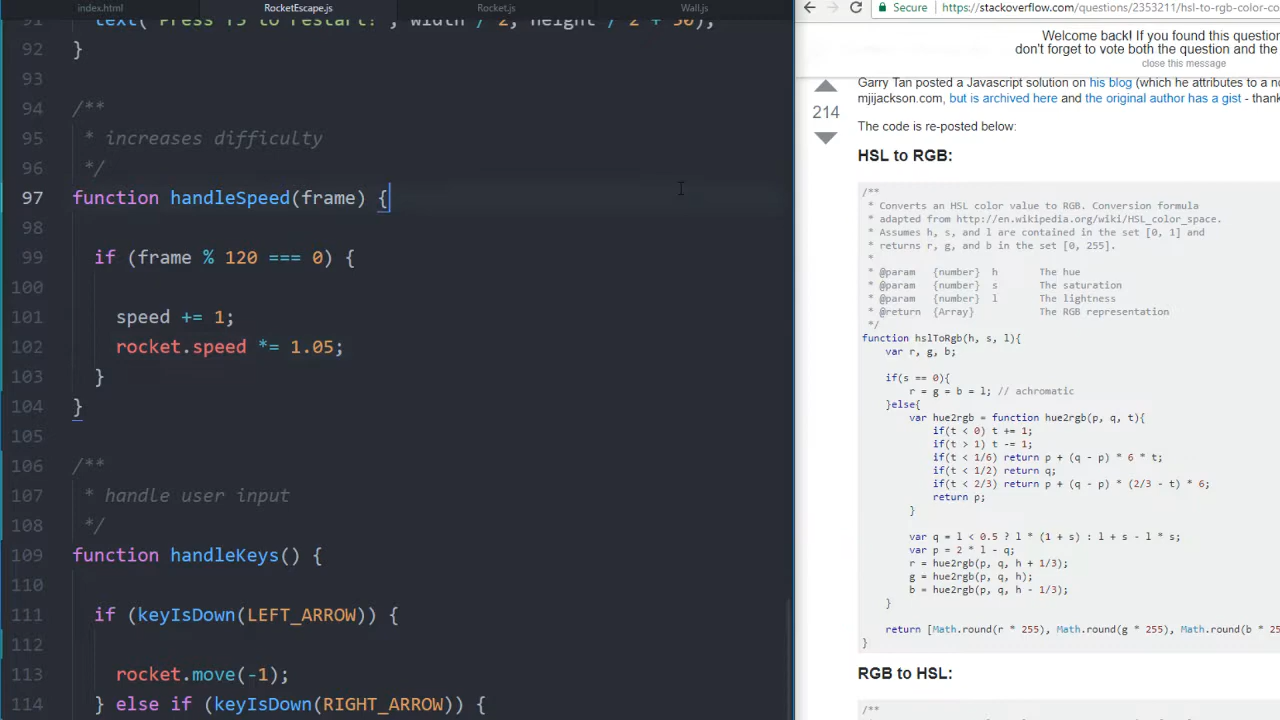 index.html
RocketEscape.js
Rocket.js
Wall.js
91 text("Press F5 to restart!", width / 2, height / 2 + 50);
92 }
93
94 /**
95 * increases difficulty
96 */
97 function handleSpeed(frame) {
98
99 if (frame % 120 === 0) {
100
101 speed += 1;
102 rocket.speed *= 1.05;
103 }
104 }
105
106 /**
107 * handle user input
108 */
109 function handleKeys() {
110
111 if (keyIsDown(LEFT_ARROW)) {
112
113 rocket.move(-1);
114 } else if (keyIsDown(RIGHT_ARROW)) {
Secure https://stackoverflow.com/questions/2353211/hsl-to-rgb-color-co
Welcome back! If you found this question
don't forget to vote both the question and the
close this message
214
Garry Tan posted a Javascript solution on his blog (which he attributes to a
mjijackson.com, but is archived here and the original author has a gist - 
The code is re-posted below:
HSL to RGB:
/**
* Converts an HSL color value to RGB. Conversion formula
* adapted from http://en.wikipedia.org/wiki/HSL_color_space.
* Assumes h, s, and l are contained in the set [0, 1] and
* returns r, g, and b in the set [0, 255].
*
* @param {number} h The hue
* @param {number} s The saturation
* @param {number} l The lightness
* @return {Array} The RGB representation
*/
function hslToRgb(h, s, l){
var r, g, b;
if(s == 0){
r = g = b = l; // achromatic
}else{
var hue2rgb = function hue2rgb(p, q, t){
if(t < 0) t += 1;
if(t > 1) t -= 1;
if(t < 1/6) return p + (q - p) * 6 * t;
if(t < 1/2) return q;
if(t < 2/3) return p + (q - p) * (2/3 - t) * 6;
return p;
}
var q = l < 0.5 ? l * (1 + s) : l + s - l * s;
var p = 2 * l - q;
r = hue2rgb(p, q, h + 1/3);
g = hue2rgb(p, q, h);
b = hue2rgb(p, q, h - 1/3);
}
return [Math.round(r * 255), Math.round(g * 255), Math.round(b * 25
}
RGB to HSL:
/**